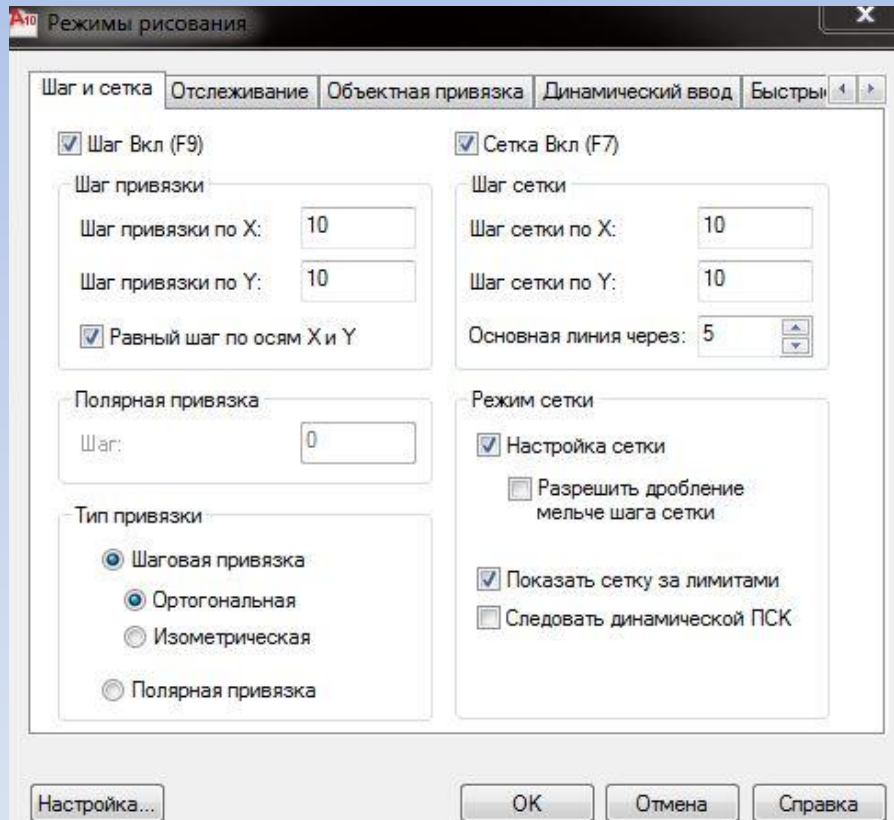 A10 Режимы рисования X
Шаг и сетка Отслеживание Объектная привязка Динамический ввод Быстры
Шаг Вкл (F9)
Шаг привязки
Шаг привязки по X: 10
Шаг привязки по Y: 10
Равный шаг по осям X и Y
Полярная привязка
Шаг: 0
Тип привязки
Шаговая привязка
Ортогональная
Изометрическая
Полярная привязка
Сетка Вкл (F7)
Шаг сетки
Шаг сетки по X: 10
Шаг сетки по Y: 10
Основная линия через: 5
Режим сетки
Настройка сетки
Разрешить дробление
мельче шага сетки
Показать сетку за лимитами
Следовать динамической ПСК
Настройка... OK Отмена Справка